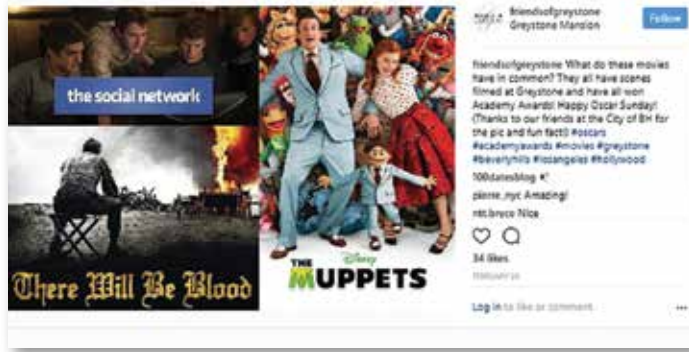 the social network
There Will Be Blood
Disney
THE
MUPPETS
friendsofgreystone
Greystone Mansion
Follow
friendsofgreystone What do these movies
have in common? They all have scenes
filmed at Greystone and have all won
Academy Awards! Happy Oscar Sunday!
(Thanks to our friends at the City of BH for
the pic and fun fact!) #oscars
#academyawards #movies #greystone
#beverlyhills #losangeles #hollywood
100datesblog
pierre_nyc Amazing!
ntt.bryce Nice
34 likes
Log in to like or comment.
...